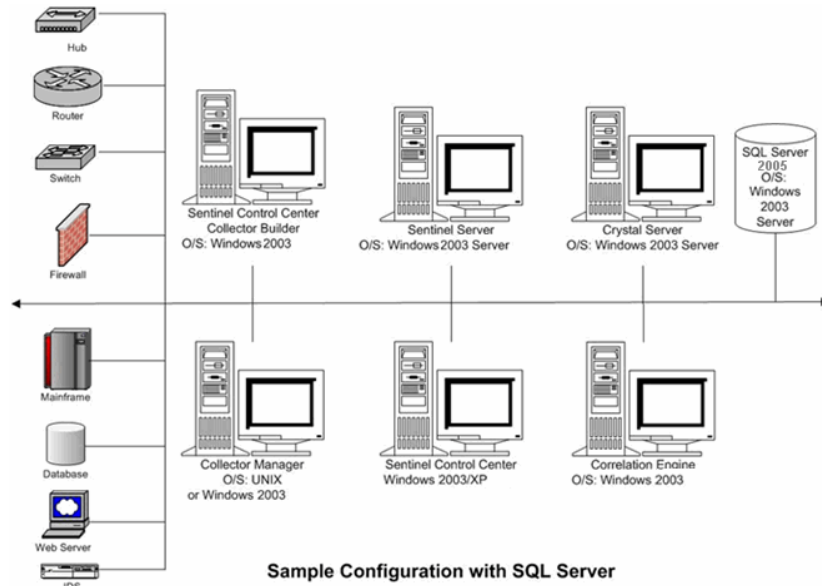 Hub
Router
Switch
Firewall
Mainframe
Database
Web Server
IDS
Sentinel Control Center
Collector Builder
O/S: Windows 2003
Sentinel Server
O/S: Windows 2003 Server
Crystal Server
O/S: Windows 2003 Server
SQL Server
2005
O/S:
Windows
2003
Server
Collector Manager
O/S: UNIX
or Windows 2003
Sentinel Control Center
Windows 2003/XP
Correlation Engine
O/S: Windows 2003
Sample Configuration with SQL Server